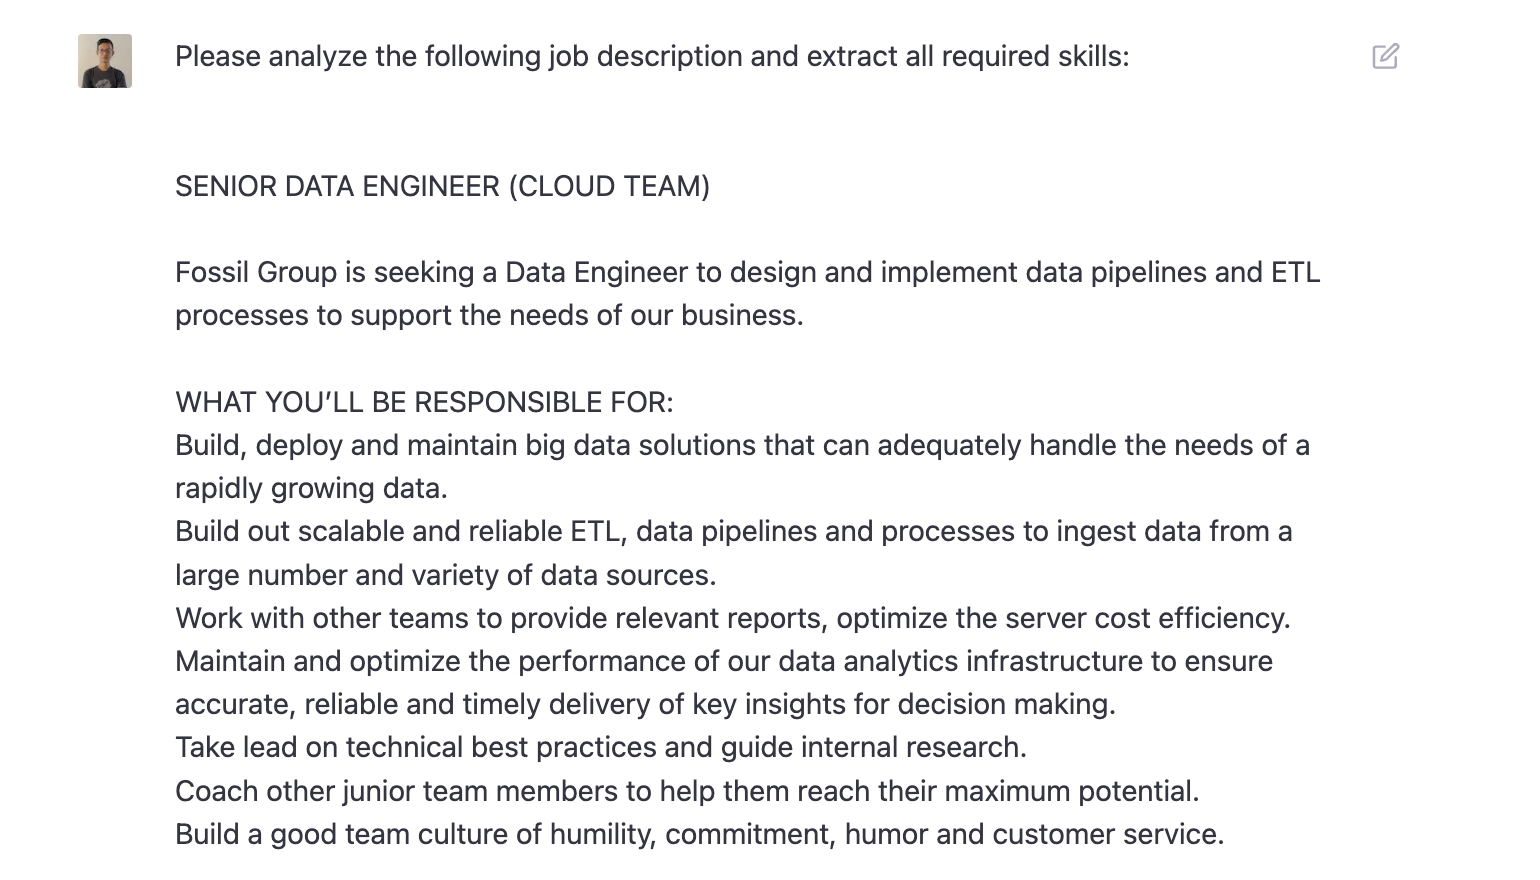 Please analyze the following job description and extract all required skills:
SENIOR DATA ENGINEER (CLOUD TEAM)
Fossil Group is seeking a Data Engineer to design and implement data pipelines and ETL
processes to support the needs of our business.
WHAT YOU’LL BE RESPONSIBLE FOR:
Build, deploy and maintain big data solutions that can adequately handle the needs of a
rapidly growing data.
Build out scalable and reliable ETL, data pipelines and processes to ingest data from a
large number and variety of data sources.
Work with other teams to provide relevant reports, optimize the server cost efficiency.
Maintain and optimize the performance of our data analytics infrastructure to ensure
accurate, reliable and timely delivery of key insights for decision making.
Take lead on technical best practices and guide internal research.
Coach other junior team members to help them reach their maximum potential.
Build a good team culture of humility, commitment, humor and customer service.